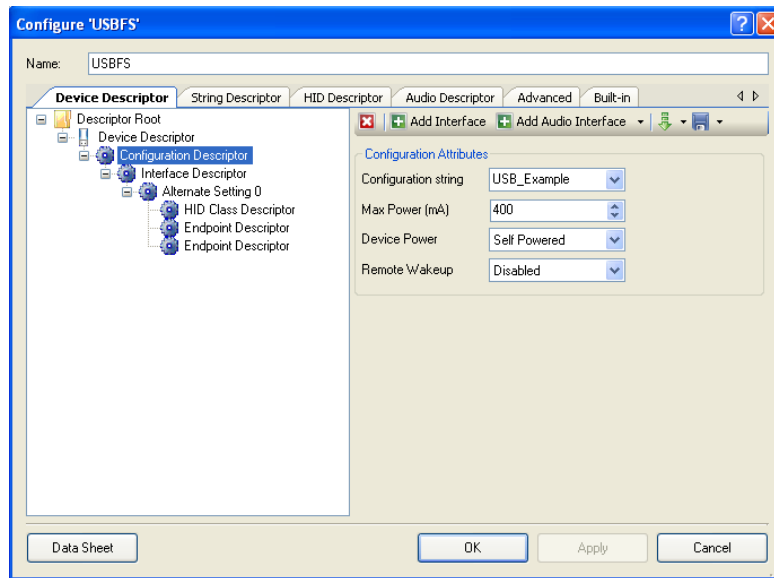 Configure 'USBFS'
Name: USBFS
Device Descriptor String Descriptor HID Descriptor Audio Descriptor Advanced Built-in
Descriptor Root
Device Descriptor
Configuration Descriptor
Interface Descriptor
Alternate Setting 0
HID Class Descriptor
Endpoint Descriptor
Endpoint Descriptor
Add Interface Add Audio Interface
Configuration Attributes
Configuration string USB_Example
Max Power (mA) 400
Device Power Self Powered
Remote Wakeup Disabled
Data Sheet OK Apply Cancel